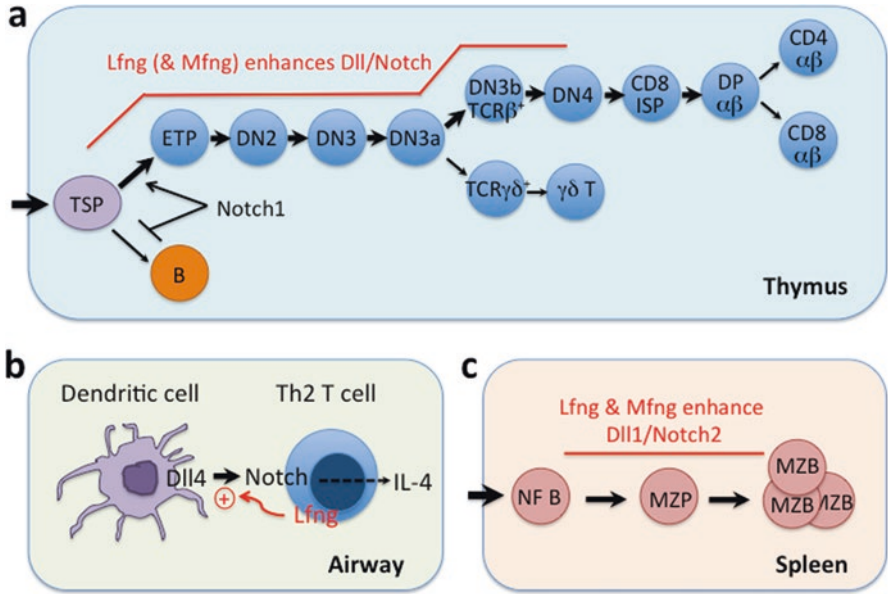 a
Lfng (& Mfng) enhances Dll/Notch
CD4
αβ
DN3b
TCRβ⁺
DN4
CD8
ISP
DP
αβ
ETP
DN2
DN3
DN3a
CD8
αβ
TCRγδ⁺
γδ T
TSP
Notch1
B
Thymus
b
Dendritic cell
Th2 T cell
Dll4
Notch
IL-4
+
Lfng
Airway
c
Lfng & Mfng enhance
Dll1/Notch2
NF B
MZP
MZB
MZB
MZB
Spleen